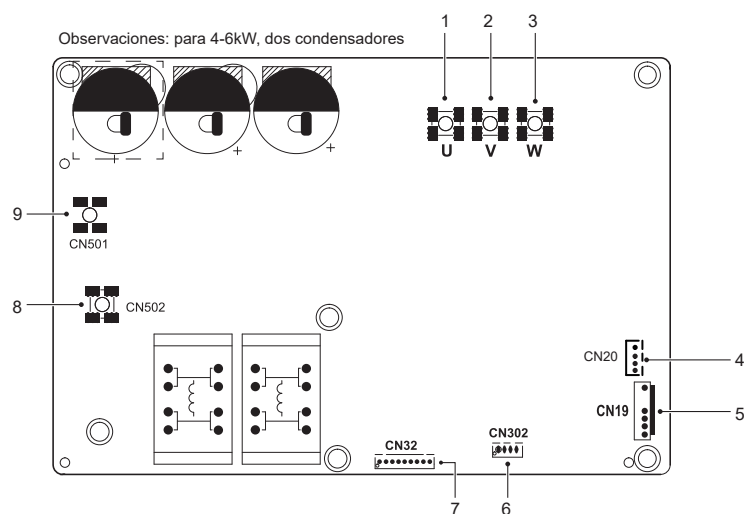 Observaciones: para 4-6kW, dos condensadores
1 2 3
U V W
9
CN501
8 CN502
CN20 4
CN19 5
CN32 CN302
7 6